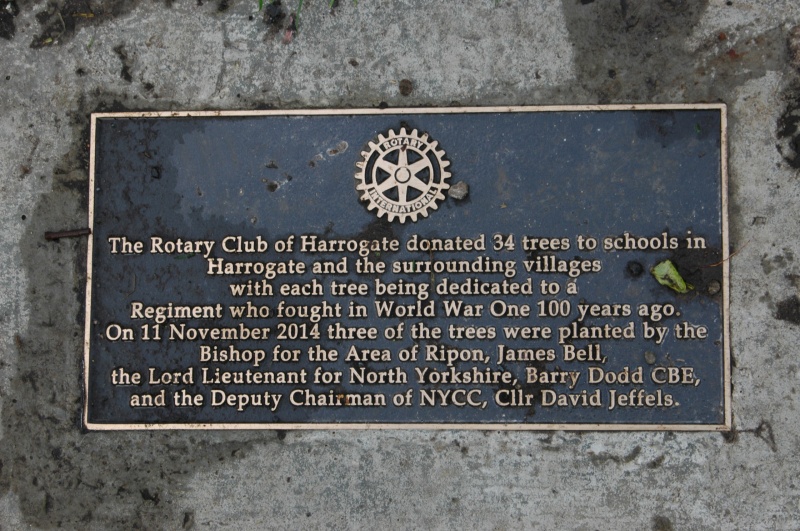 ROTARY
INTERNATIONAL
The Rotary Club of Harrogate donated 34 trees to schools in
Harrogate and the surrounding villages
with each tree being dedicated to a
Regiment who fought in World War One 100 years ago.
On 11 November 2014 three of the trees were planted by the
Bishop for the Area of Ripon, James Bell,
the Lord Lieutenant for North Yorkshire, Barry Dodd CBE,
and the Deputy Chairman of NYCC, Cllr David Jeffels.